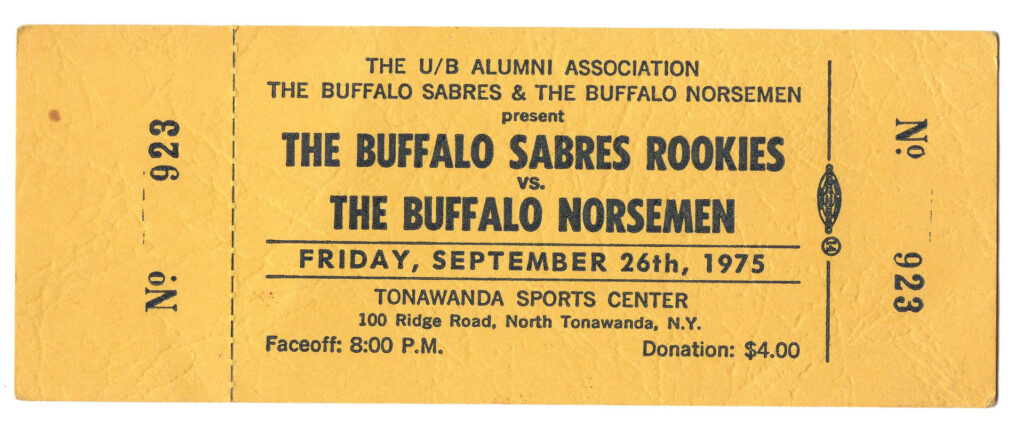 No. 923
THE U/B ALUMNI ASSOCIATION
THE BUFFALO SABRES & THE BUFFALO NORSEMEN
present
THE BUFFALO SABRES ROOKIES
vs.
THE BUFFALO NORSEMEN
FRIDAY, SEPTEMBER 26th, 1975
TONAWANDA SPORTS CENTER
100 Ridge Road, North Tonawanda, N.Y.
Faceoff: 8:00 P.M. Donation: $4.00
No. 923